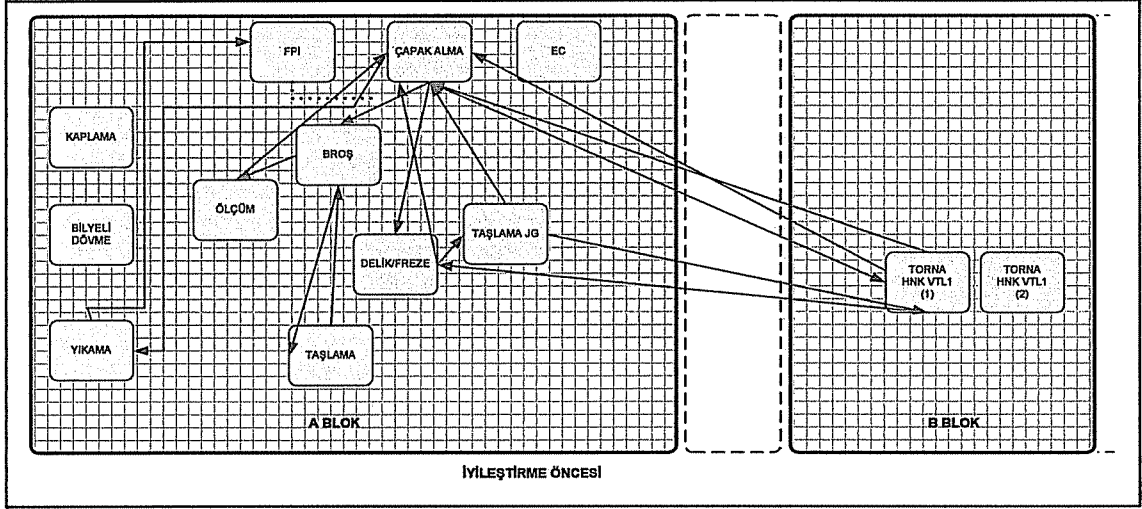 FPI
ÇAPAK ALMA
EC
KAPLAMA
BROŞ
ÖLÇÜM
BİLYELİ
DÖVME
TAŞLAMA JG
DELİK/FREZE
TORNA
HNK VTL1
(1)
TORNA
HNK VTL1
(2)
YIKAMA
TAŞLAMA
A BLOK
B BLOK
İYİLEŞTİRME ÖNCESİ